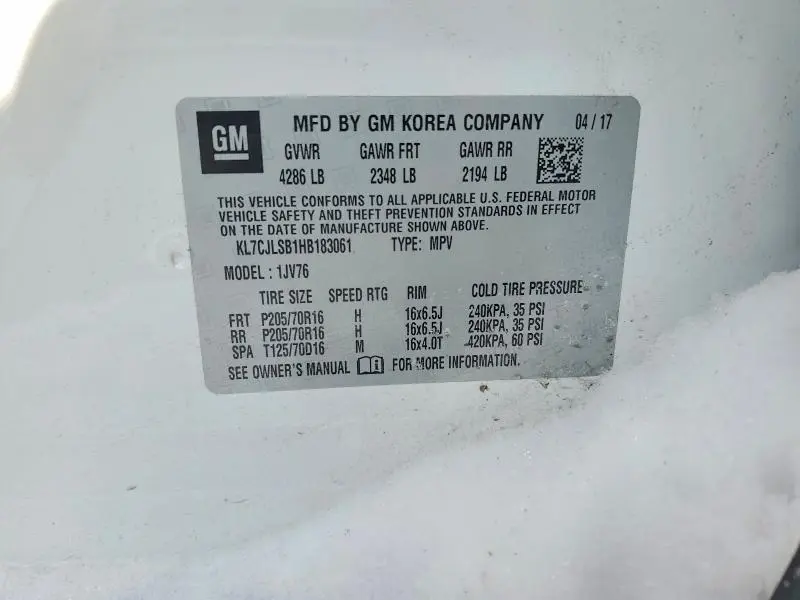 GM MFD BY GM KOREA COMPANY 04 / 17
GVWR GAWR FRT GAWR RR
4286 LB 2348 LB 2194 LB
THIS VEHICLE CONFORMS TO ALL APPLICABLE U.S. FEDERAL MOTOR
VEHICLE SAFETY AND THEFT PREVENTION STANDARDS IN EFFECT
ON THE DATE OF MANUFACTURE SHOWN ABOVE.
KL7CJLSB1HB183061 TYPE: MPV
MODEL : 1JV76
TIRE SIZE SPEED RTG RIM COLD TIRE PRESSURE
FRT P205/70R16 H 16x6.5J 240KPA, 35 PSI
RR P205/70R16 H 16x6.5J 240KPA, 35 PSI
SPA T125/70D16 M 16x4.0T 420KPA, 60 PSI
SEE OWNER'S MANUAL FOR MORE INFORMATION.